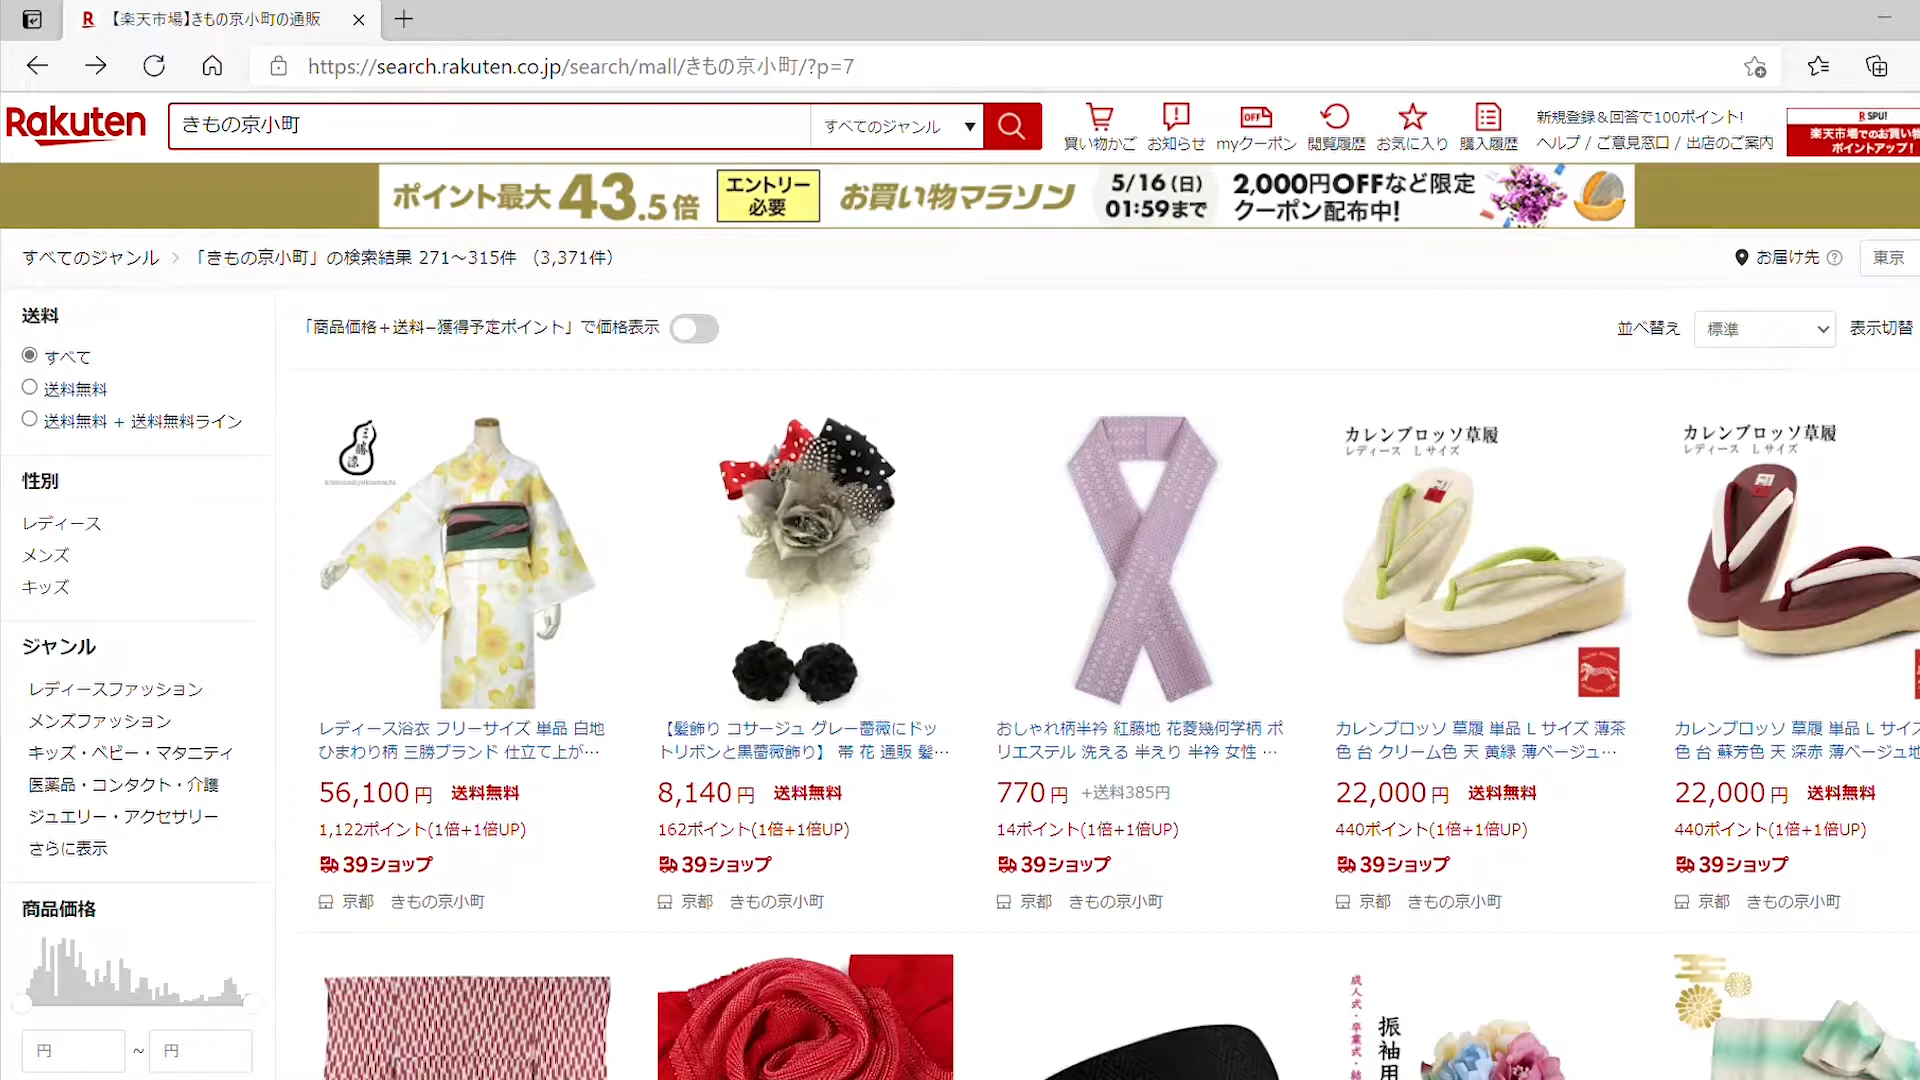 【楽天市場】きもの京小町の通販
https://search.rakuten.co.jp/search/mall/きもの京小町/?p=7
Rakuten
きもの京小町
すべてのジャンル
買い物かご
お知らせ
OFF
myクーポン
閲覧履歴
お気に入り
購入履歴
新規登録&回答で100ポイント!
ヘルプ / ご意見窓口 / 出店のご案内
R SPU!
楽天市場でのお買い物
ポイントアップ!
ポイント最大43.5倍
エントリー
必要
お買い物マラソン
5/16(日)
01:59まで
2,000円OFFなど限定
クーポン配布中!
すべてのジャンル > 「きもの京小町」の検索結果 271~315件 (3,371件)
お届け先 ?
東京
送料
すべて
送料無料
送料無料 + 送料無料ライン
性別
レディース
メンズ
キッズ
ジャンル
レディースファッション
メンズファッション
キッズ・ベビー・マタニティ
医薬品・コンタクト・介護
ジュエリー・アクセサリー
さらに表示
商品価格
円 ~ 円
「商品価格+送料−獲得予定ポイント」で価格表示
並べ替え
標準
表示切替
三勝染
レディース浴衣 フリーサイズ 単品 白地
ひまわり柄 三勝ブランド 仕立て上が…
56,100円 送料無料
1,122ポイント(1倍+1倍UP)
39ショップ
京都 きもの京小町
【髪飾り コサージュ グレー薔薇にドッ
トリボンと黒薔薇飾り】 帯 花 通販 髪…
8,140円 送料無料
162ポイント(1倍+1倍UP)
39ショップ
京都 きもの京小町
おしゃれ柄半衿 紅藤地 花菱幾何学柄 ポ
リエステル 洗える 半えり 半衿 女性 …
770円 +送料385円
14ポイント(1倍+1倍UP)
39ショップ
京都 きもの京小町
カレンブロッソ草履
レディース Lサイズ
カレンブロッソ 草履 単品 L サイズ 薄茶
色 台 クリーム色 天 黄緑 薄ベージュ…
22,000円 送料無料
440ポイント(1倍+1倍UP)
39ショップ
京都 きもの京小町
カレンブロッソ草履
レディース Lサイズ
カレンブロッソ 草履 単品 L サイズ
色 台 蘇芳色 天 深赤 薄ベージュ地
22,000円 送料無料
440ポイント(1倍+1倍UP)
39ショップ
京都 きもの京小町
成人式・卒業式・結
振袖用